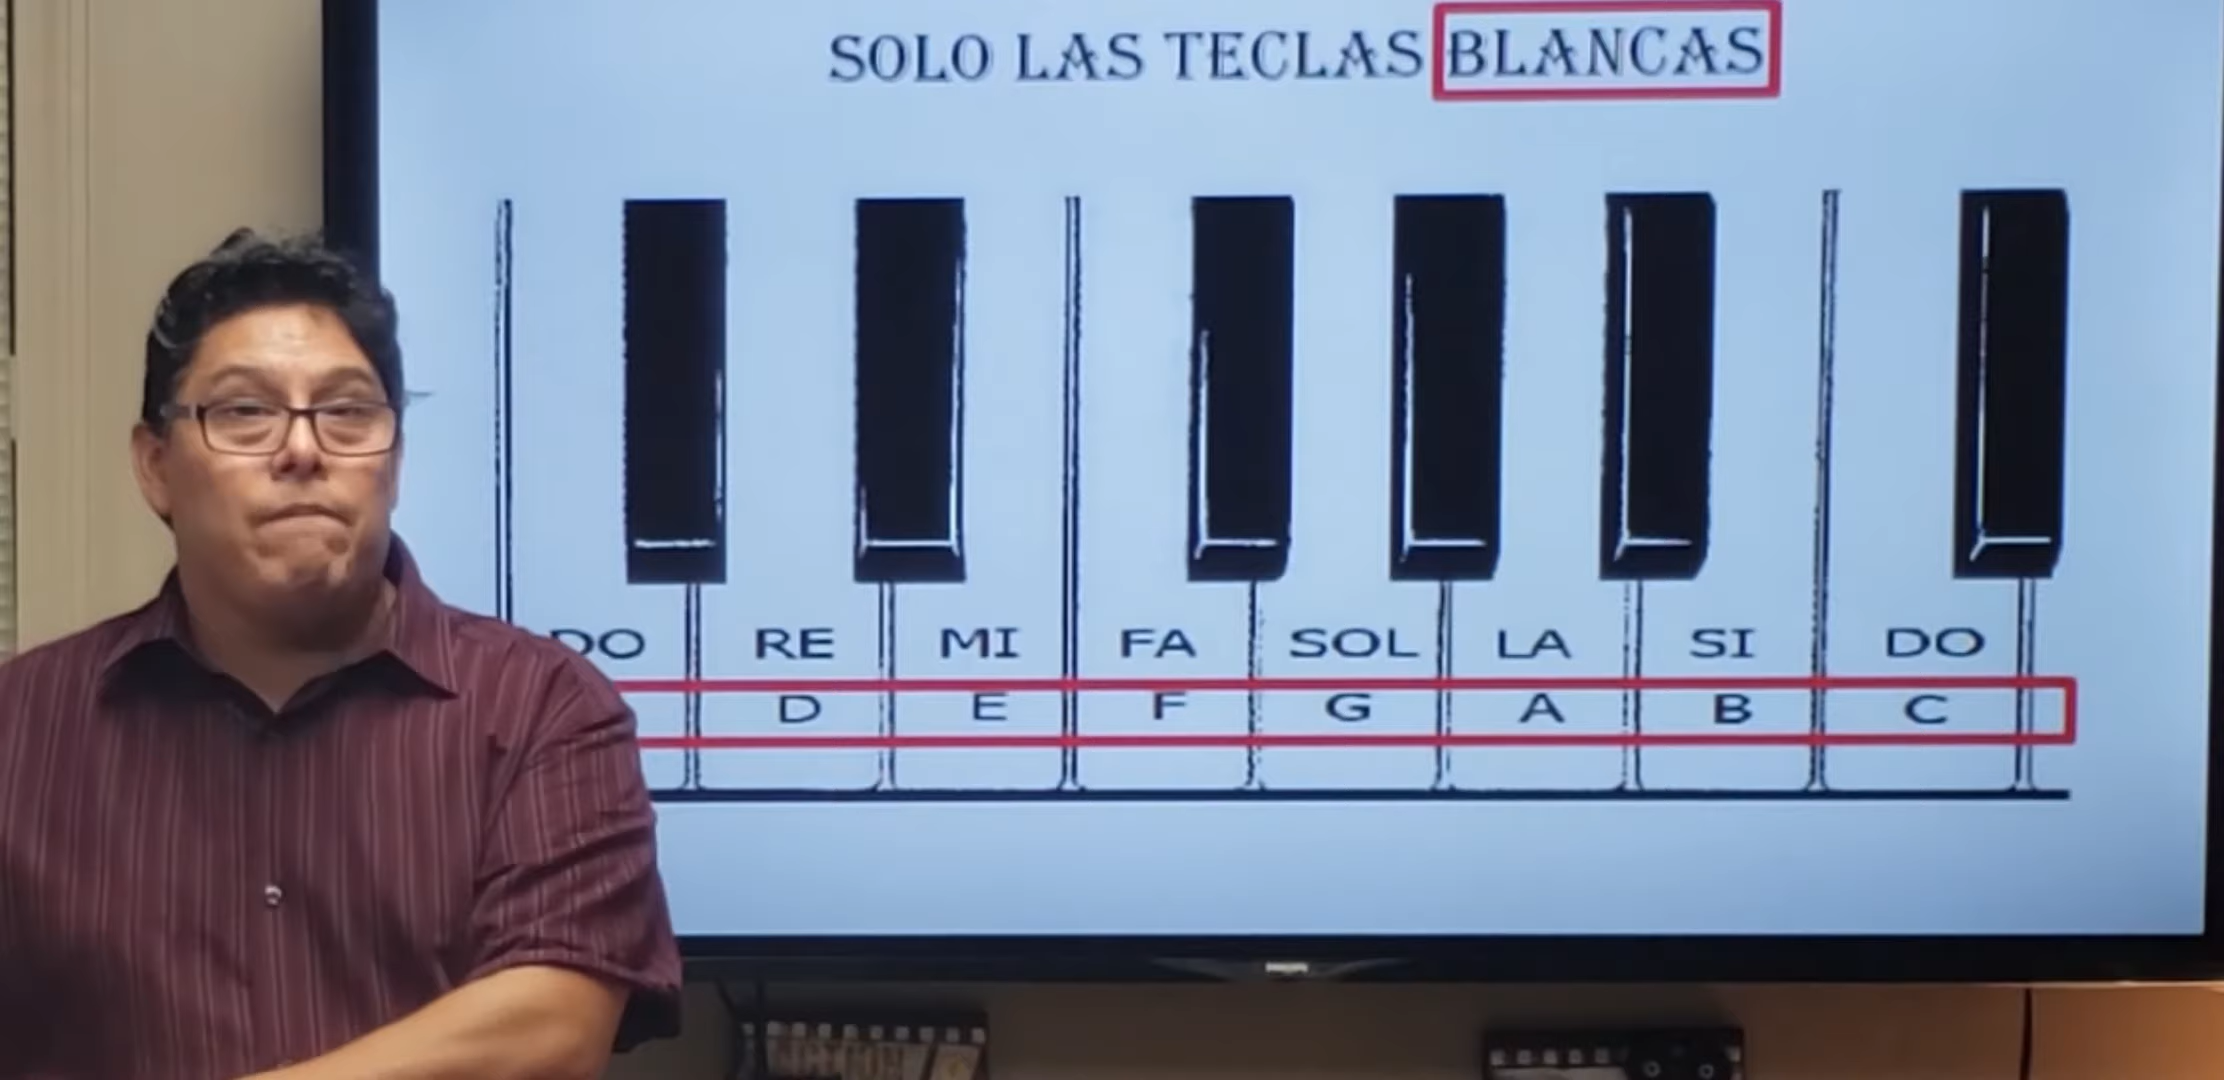 SOLO LAS TECLAS BLANCAS
DO RE MI FA SOL LA SI DO
D E F G A B C